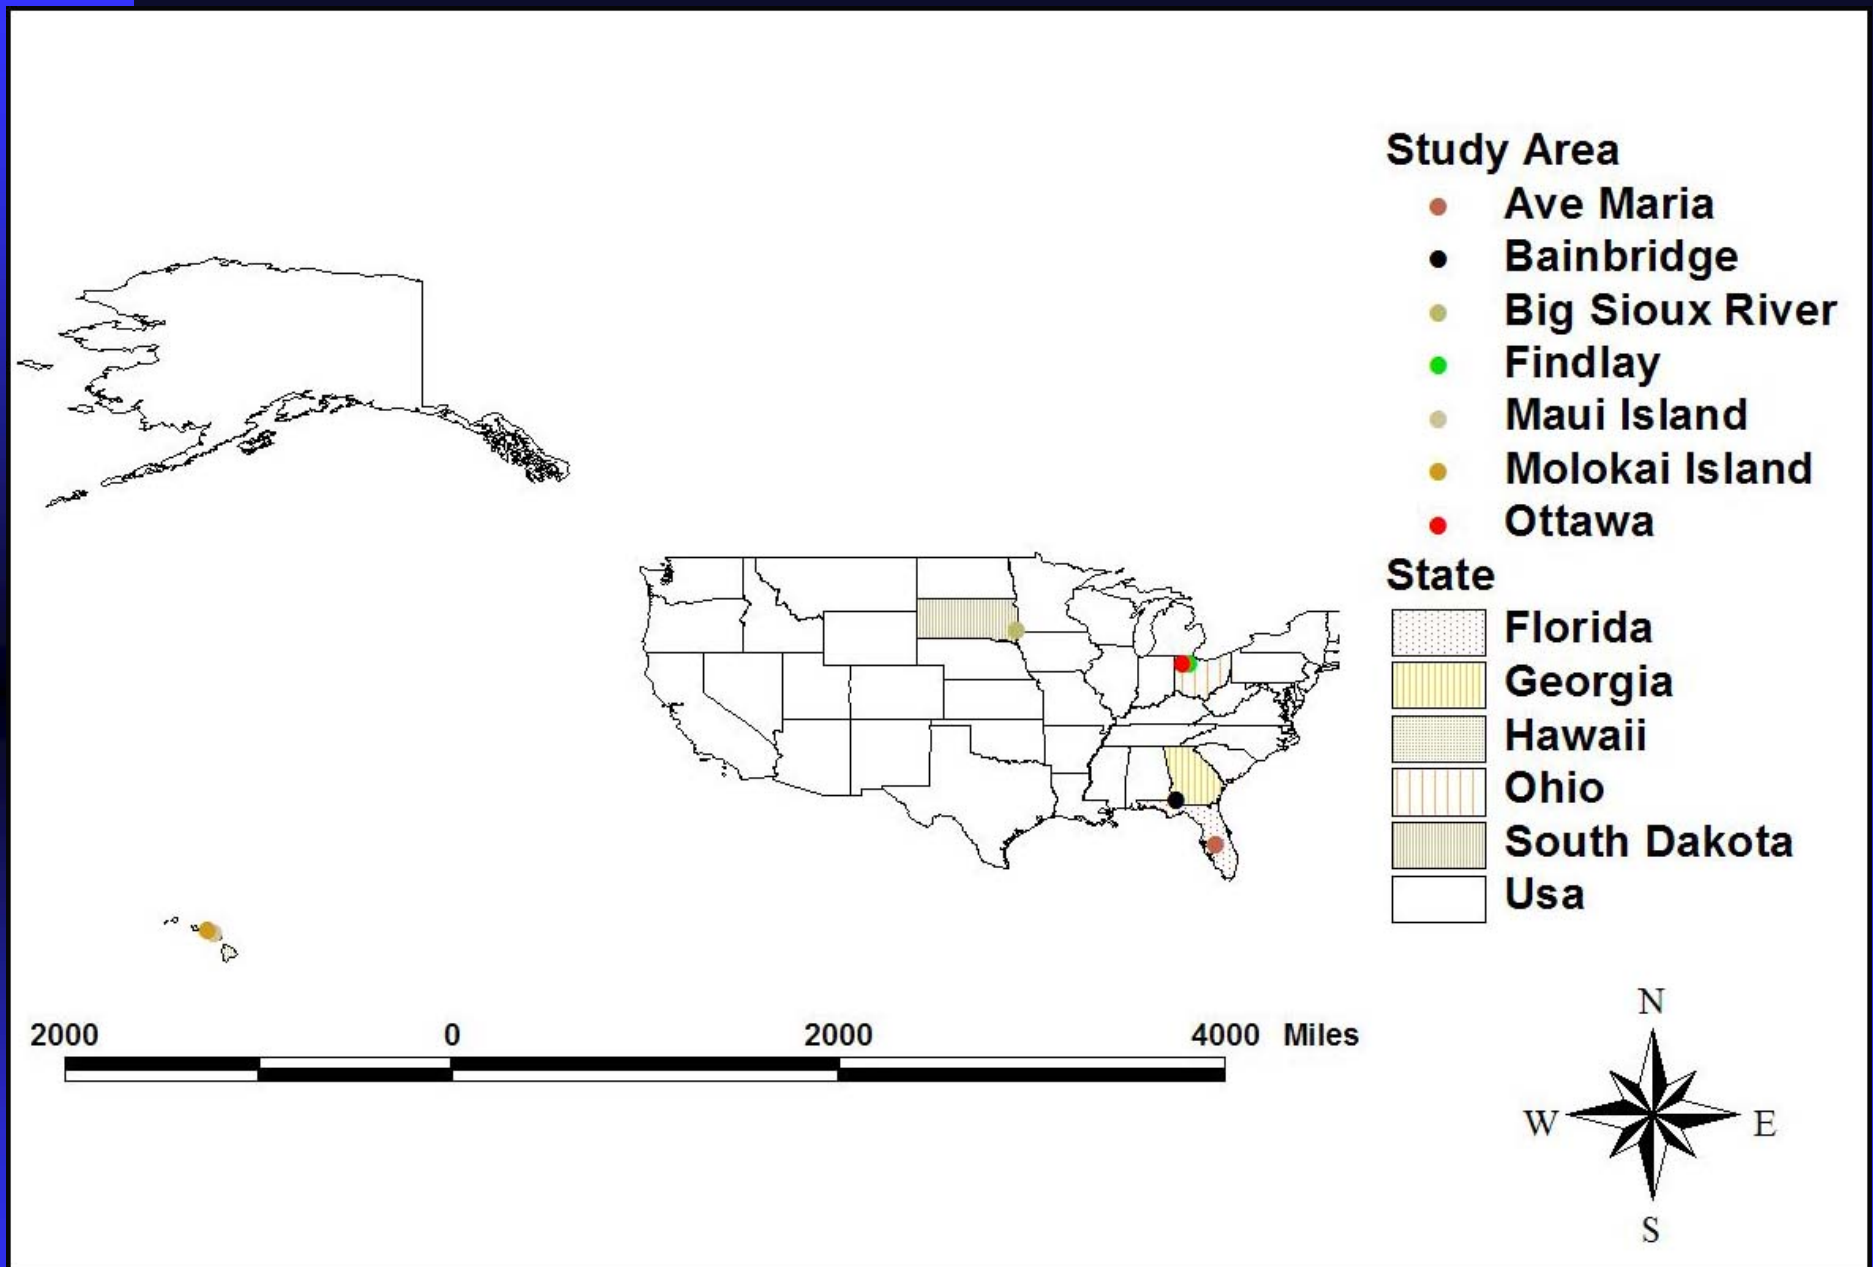 Study Area
Ave Maria
Bainbridge
Big Sioux River
Findlay
Maui Island
Molokai Island
Ottawa
State
Florida
Georgia
Hawaii
Ohio
South Dakota
Usa
2000 0 2000 4000 Miles
N
W E
S